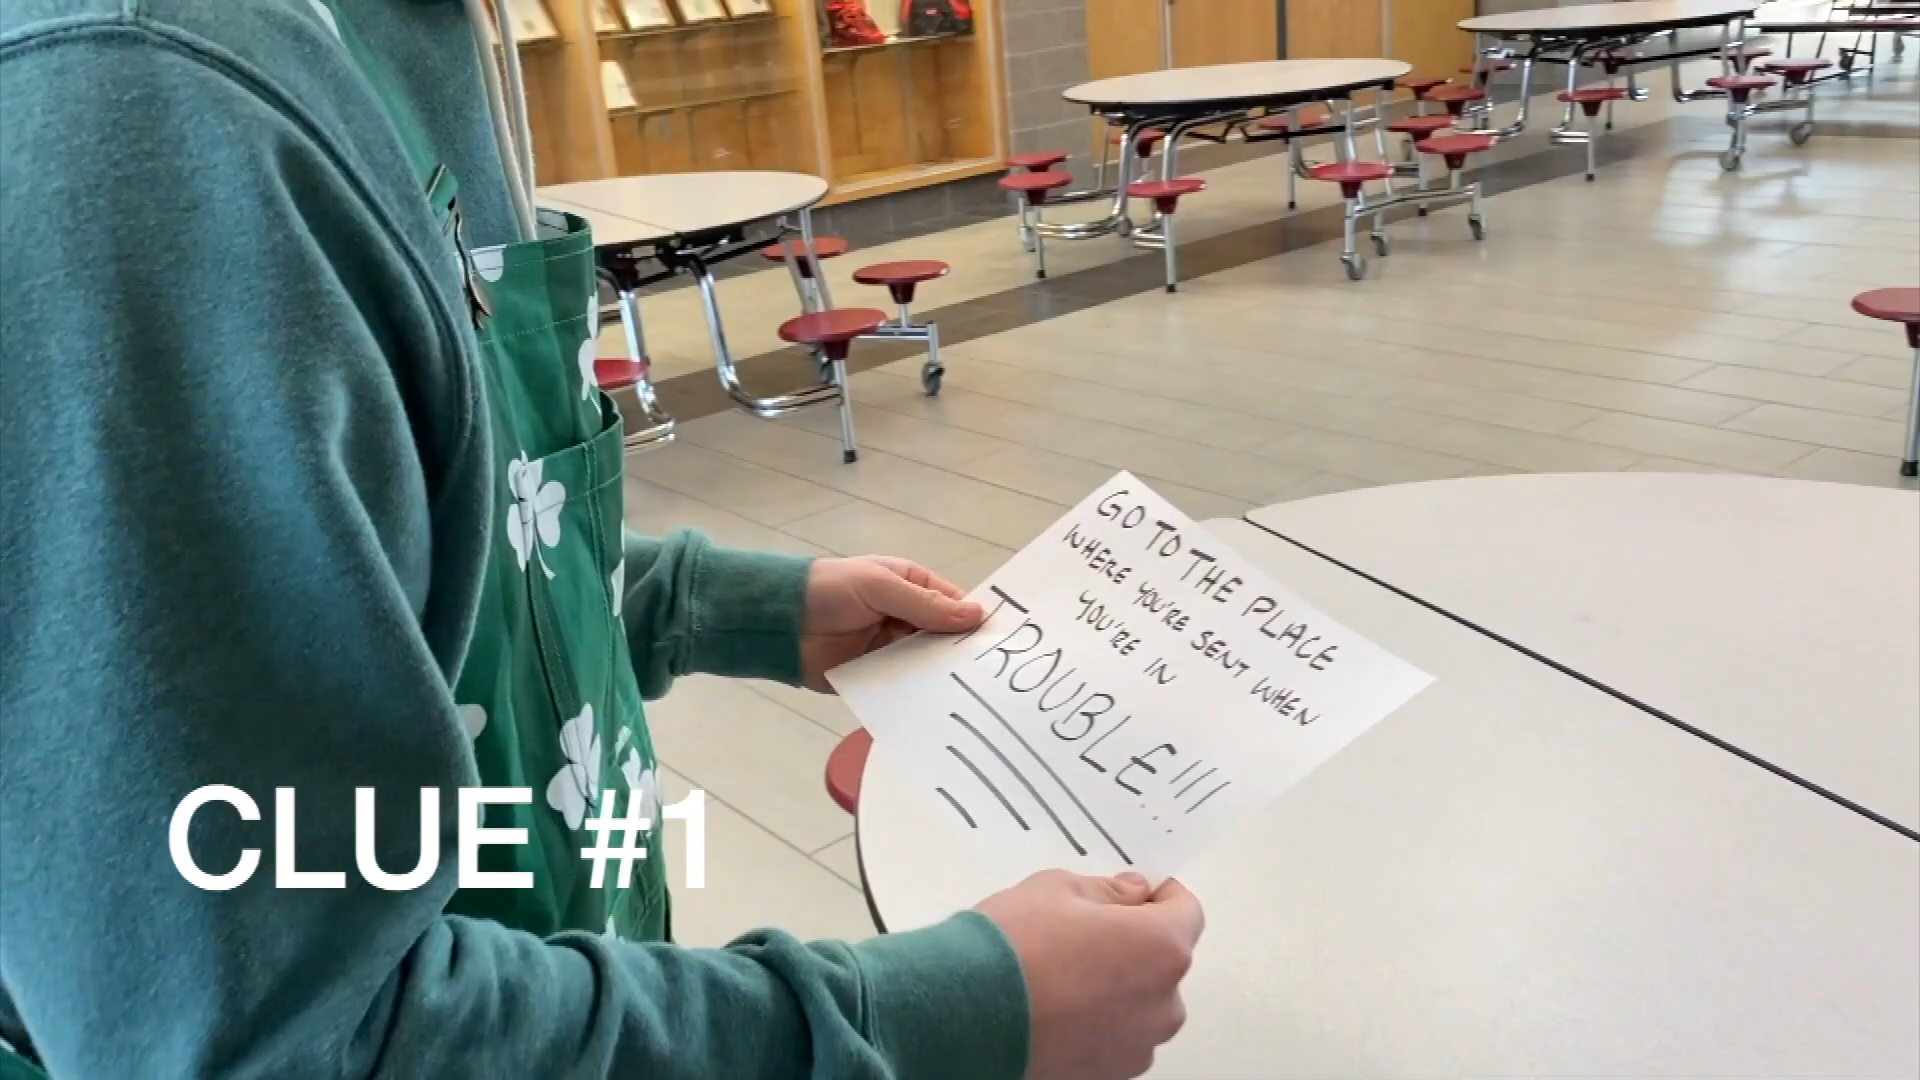 GO TO THE PLACE
WHERE YOU'RE SENT WHEN
YOU'RE IN
TROUBLE!!!
CLUE #1